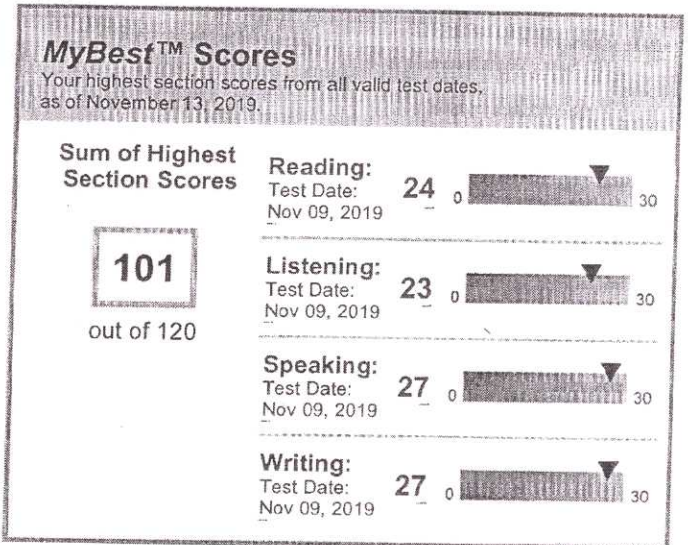 MyBest™ Scores
Your highest section scores from all valid test dates,
as of November 13, 2019.
Sum of Highest
Section Scores
101
out of 120
Reading:
Test Date:
Nov 09, 2019
24
0
30
Listening:
Test Date:
Nov 09, 2019
23
0
30
Speaking:
Test Date:
Nov 09, 2019
27
0
30
Writing:
Test Date:
Nov 09, 2019
27
0
30